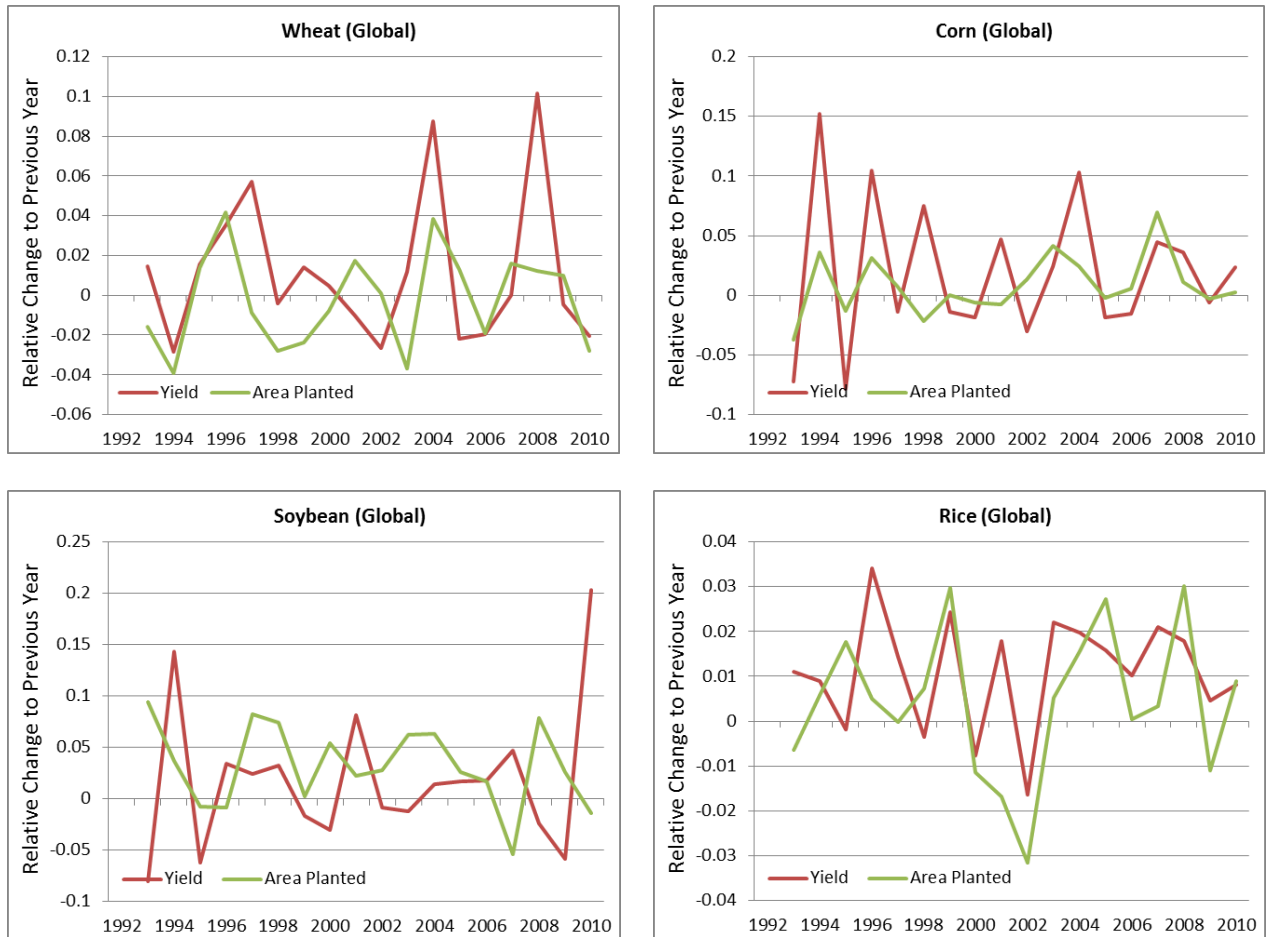 Wheat (Global)
Relative Change to Previous Year
0.12
0.1
0.08
0.06
0.04
0.02
0
-0.02
-0.04
-0.06
Yield Area Planted
1992 1994 1996 1998 2000 2002 2004 2006 2008 2010
Corn (Global)
Relative Change to Previous Year
0.2
0.15
0.1
0.05
0
-0.05
-0.1
Yield Area Planted
1992 1994 1996 1998 2000 2002 2004 2006 2008 2010
Soybean (Global)
Relative Change to Previous Year
0.25
0.2
0.15
0.1
0.05
0
-0.05
-0.1
Yield Area Planted
1992 1994 1996 1998 2000 2002 2004 2006 2008 2010
Rice (Global)
Relative Change to Previous Year
0.04
0.03
0.02
0.01
0
-0.01
-0.02
-0.03
-0.04
Yield Area Planted
1992 1994 1996 1998 2000 2002 2004 2006 2008 2010